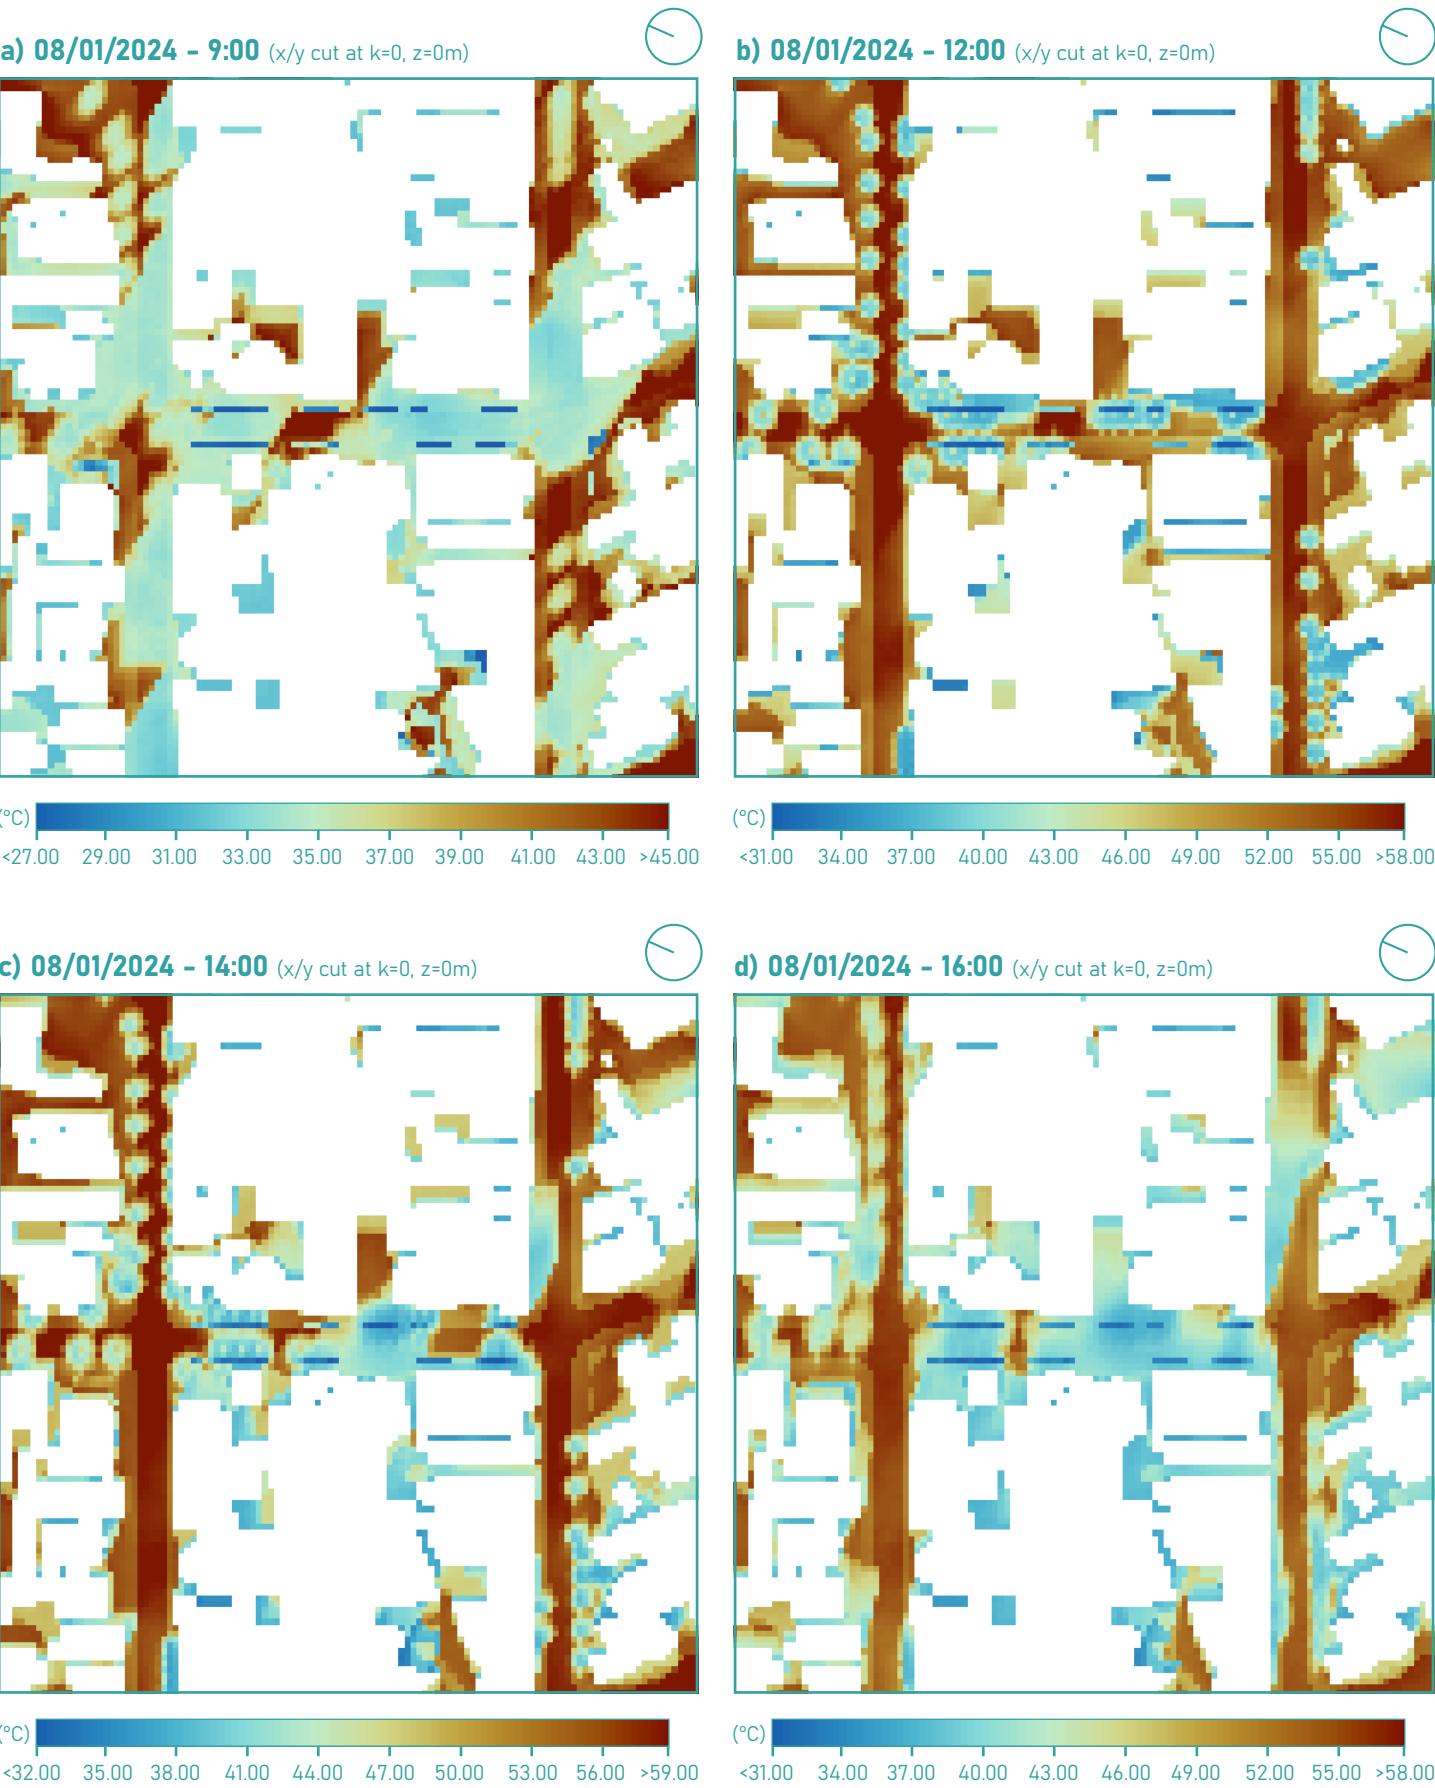 a) 08/01/2024 - 9:00 (x/y cut at k=0, z=0m)
b) 08/01/2024 - 12:00 (x/y cut at k=0, z=0m)
(°C)
<27.00 29.00 31.00 33.00 35.00 37.00 39.00 41.00 43.00 >45.00
(°C)
<31.00 34.00 37.00 40.00 43.00 46.00 49.00 52.00 55.00 >58.00
c) 08/01/2024 - 14:00 (x/y cut at k=0, z=0m)
d) 08/01/2024 - 16:00 (x/y cut at k=0, z=0m)
(°C)
<32.00 35.00 38.00 41.00 44.00 47.00 50.00 53.00 56.00 >59.00
(°C)
<31.00 34.00 37.00 40.00 43.00 46.00 49.00 52.00 55.00 >58.00